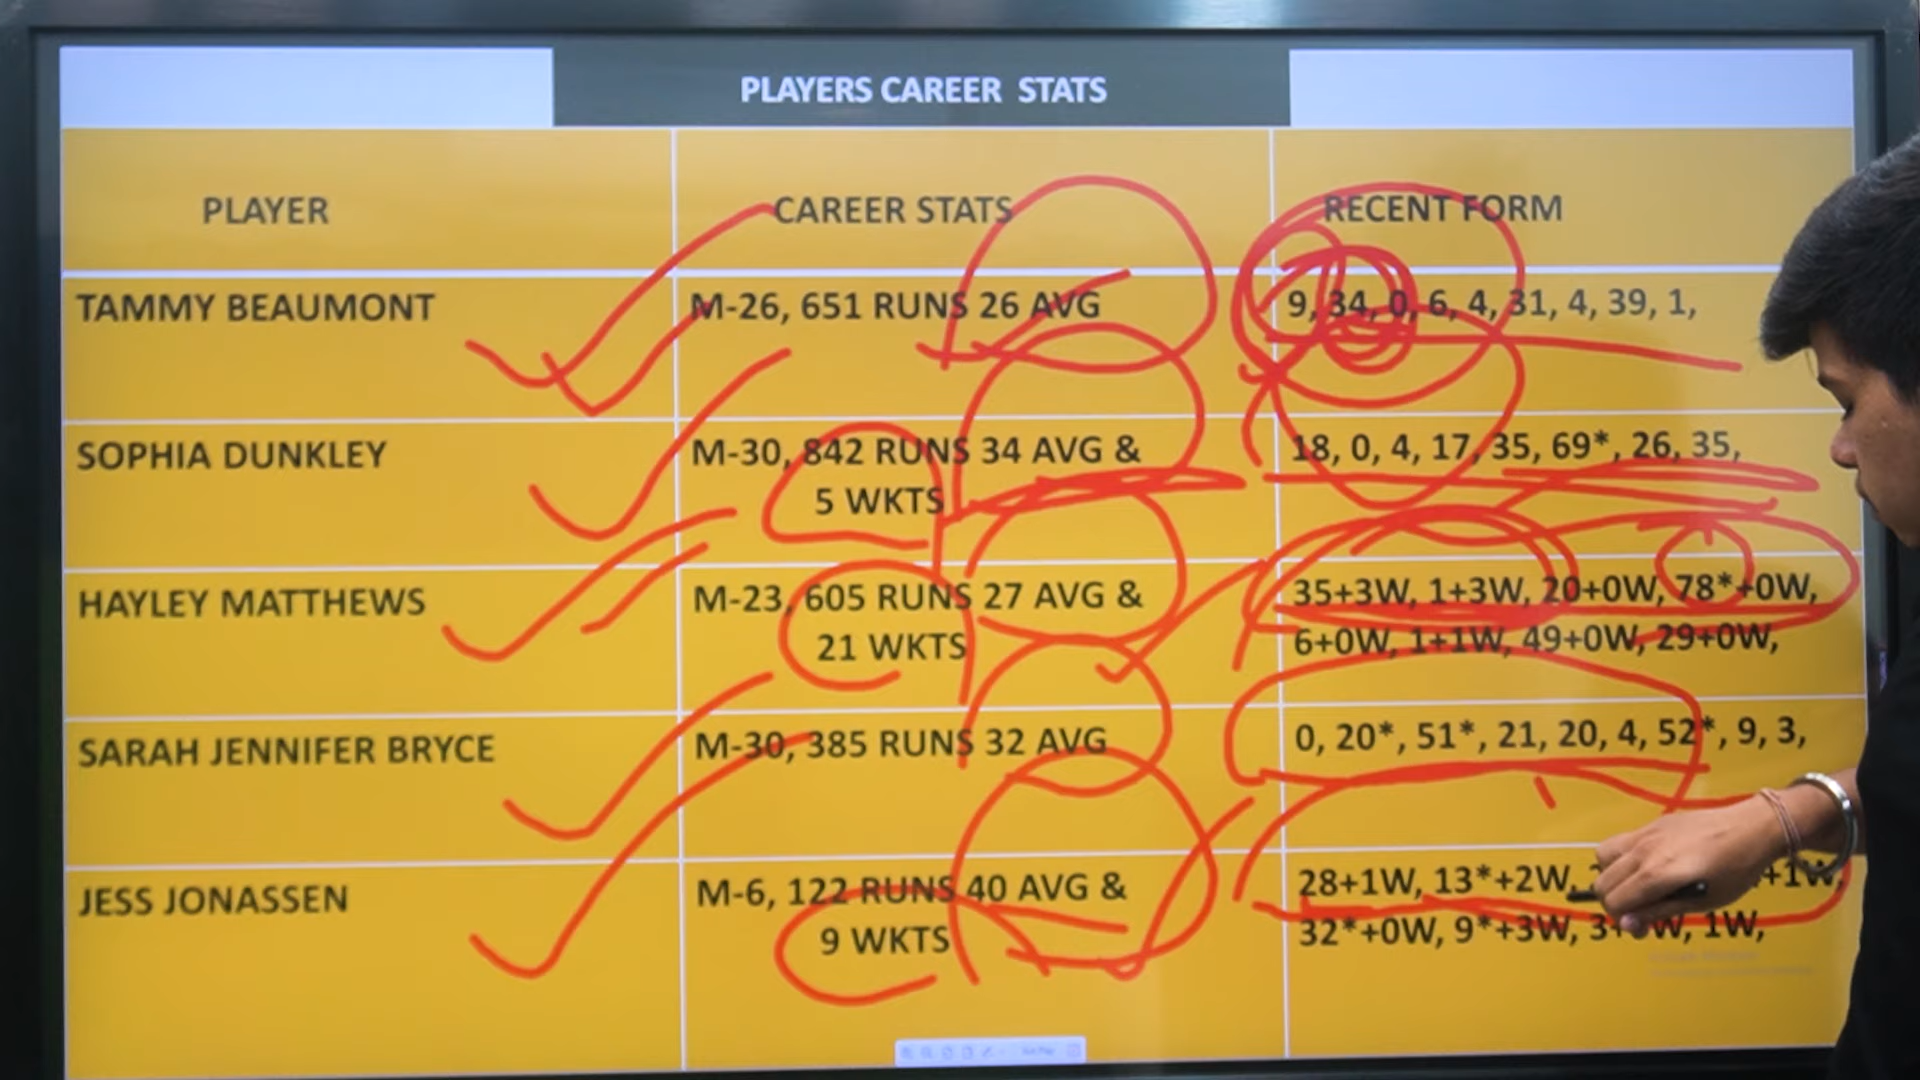 PLAYERS CAREER STATS
PLAYER CAREER STATS RECENT FORM
TAMMY BEAUMONT M-26, 651 RUNS 26 AVG 9, 34, 0, 6, 4, 31, 4, 39, 1,
SOPHIA DUNKLEY M-30, 842 RUNS 34 AVG & 18, 0, 4, 17, 35, 69*, 26, 35,
5 WKTS
HAYLEY MATTHEWS M-23, 605 RUNS 27 AVG & 35+3W, 1+3W, 20+0W, 78*+0W,
21 WKTS 6+0W, 1+1W, 49+0W, 29+0W,
SARAH JENNIFER BRYCE M-30, 385 RUNS 32 AVG 0, 20*, 51*, 21, 20, 4, 52*, 9, 3,
JESS JONASSEN M-6, 122 RUNS 40 AVG & 28+1W, 13*+2W, +1W,
9 WKTS 32*+0W, 9*+3W, 1W,